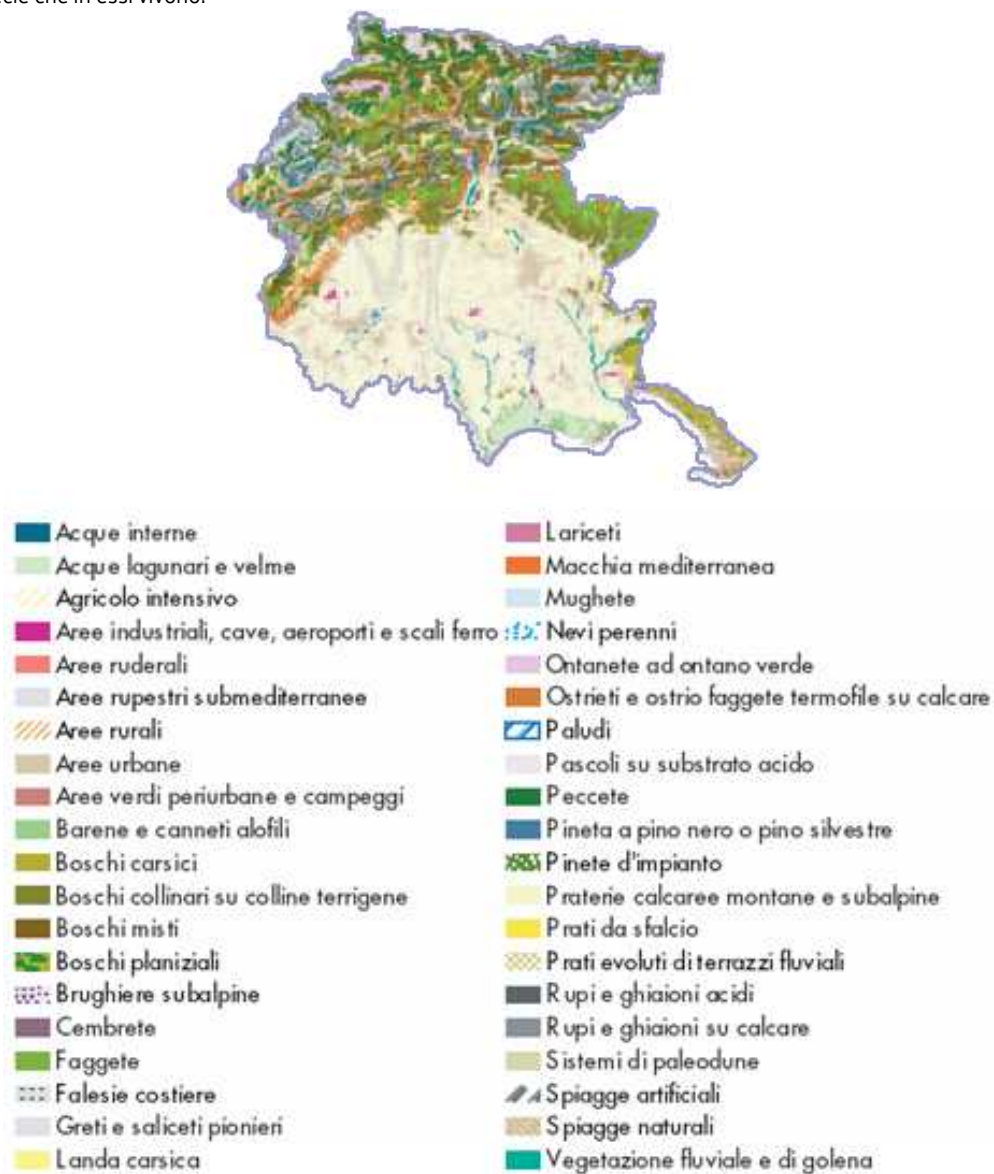 che in essi vivono.
Acque interne
Acque lagunari e velme
Agricolo intensivo
Aree industriali, cave, aeroporti e scali ferro
Aree ruderali
Aree rupestri submediterranee
Aree rurali
Aree urbane
Aree verdi periurbane e campeggi
Barene e canneti alofili
Boschi carsici
Boschi collinari su colline terrigene
Boschi misti
Boschi planiziali
Brughiere subalpine
Cembrete
Faggete
Falesie costiere
Greti e saliceti pionieri
Landa carsica
Lariceti
Macchia mediterranea
Mughete
Nevi perenni
Ontanete ad ontano verde
Ostrieti e ostrio faggete termofile su calcare
Paludi
Pascoli su substrato acido
Peccete
Pineta a pino nero o pino silvestre
Pinete d'impianto
Praterie calcaree montane e subalpine
Prati da sfalcio
Prati evoluti di terrazzi fluviali
Rupi e ghiaioni acidi
Rupi e ghiaioni su calcare
Sistemi di paleodune
Spiagge artificiali
Spiagge naturali
Vegetazione fluviale e di golena